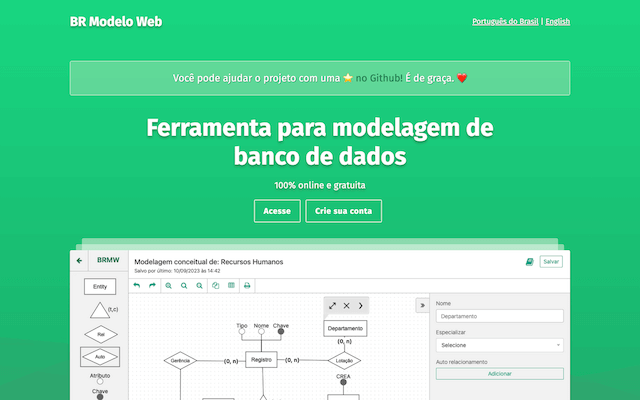 BR Modelo Web
Português do Brasil | English
Você pode ajudar o projeto com uma ⭐ no Github! É de graça. ❤️
Ferramenta para modelagem de
banco de dados
100% online e gratuita
Acesse
Crie sua conta
BRMW
Modelagem conceitual de: Recursos Humanos
Salvo por último: 10/09/2023 às 14:42
Salvar
Entity
(1,n)
Rel
Auto
Atributo
Chave
Tipo
Nome
Chave
Departamento
Gerência
(0, n)
Registro
(0, n)
Lotação
CREA
Nome
Departamento
Especializar
Selecione
Auto relacionamento
Adicionar